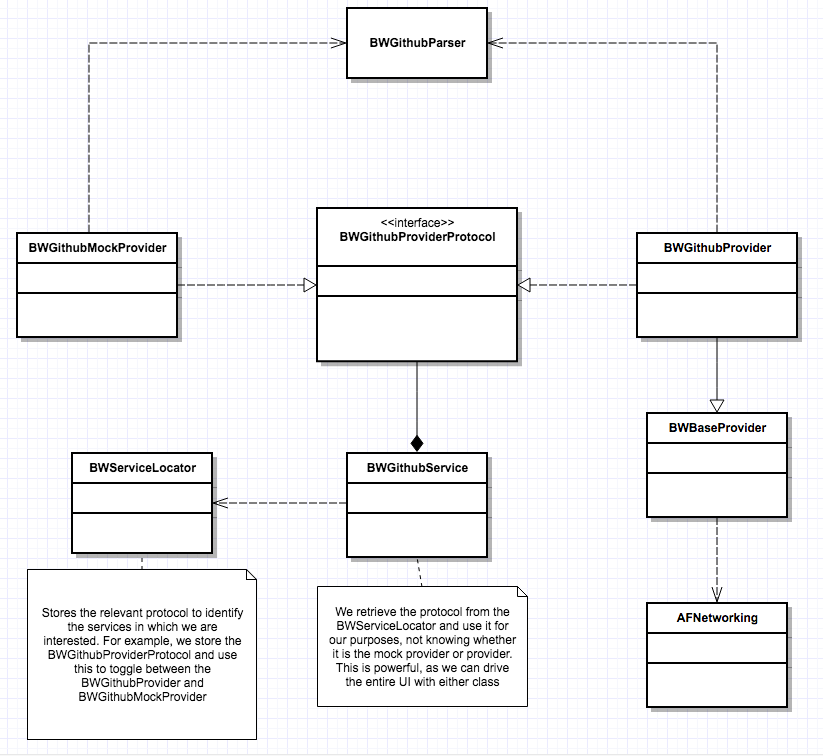 BWGithubParser
<<interface>>
BWGithubProviderProtocol
BWGithubMockProvider
BWGithubProvider
BWBaseProvider
BWServiceLocator
BWGithubService
Stores the relevant protocol to identify
the services in which we are
interested. For example, we store the
BWGithubProviderProtocol and use
this to toggle between the
BWGithubProvider and
BWGithubMockProvider
We retrieve the protocol from the
BWServiceLocator and use it for
our purposes, not knowing whether
it is the mock provider or provider.
This is powerful, as we can drive
the entire UI with either class
AFNetworking